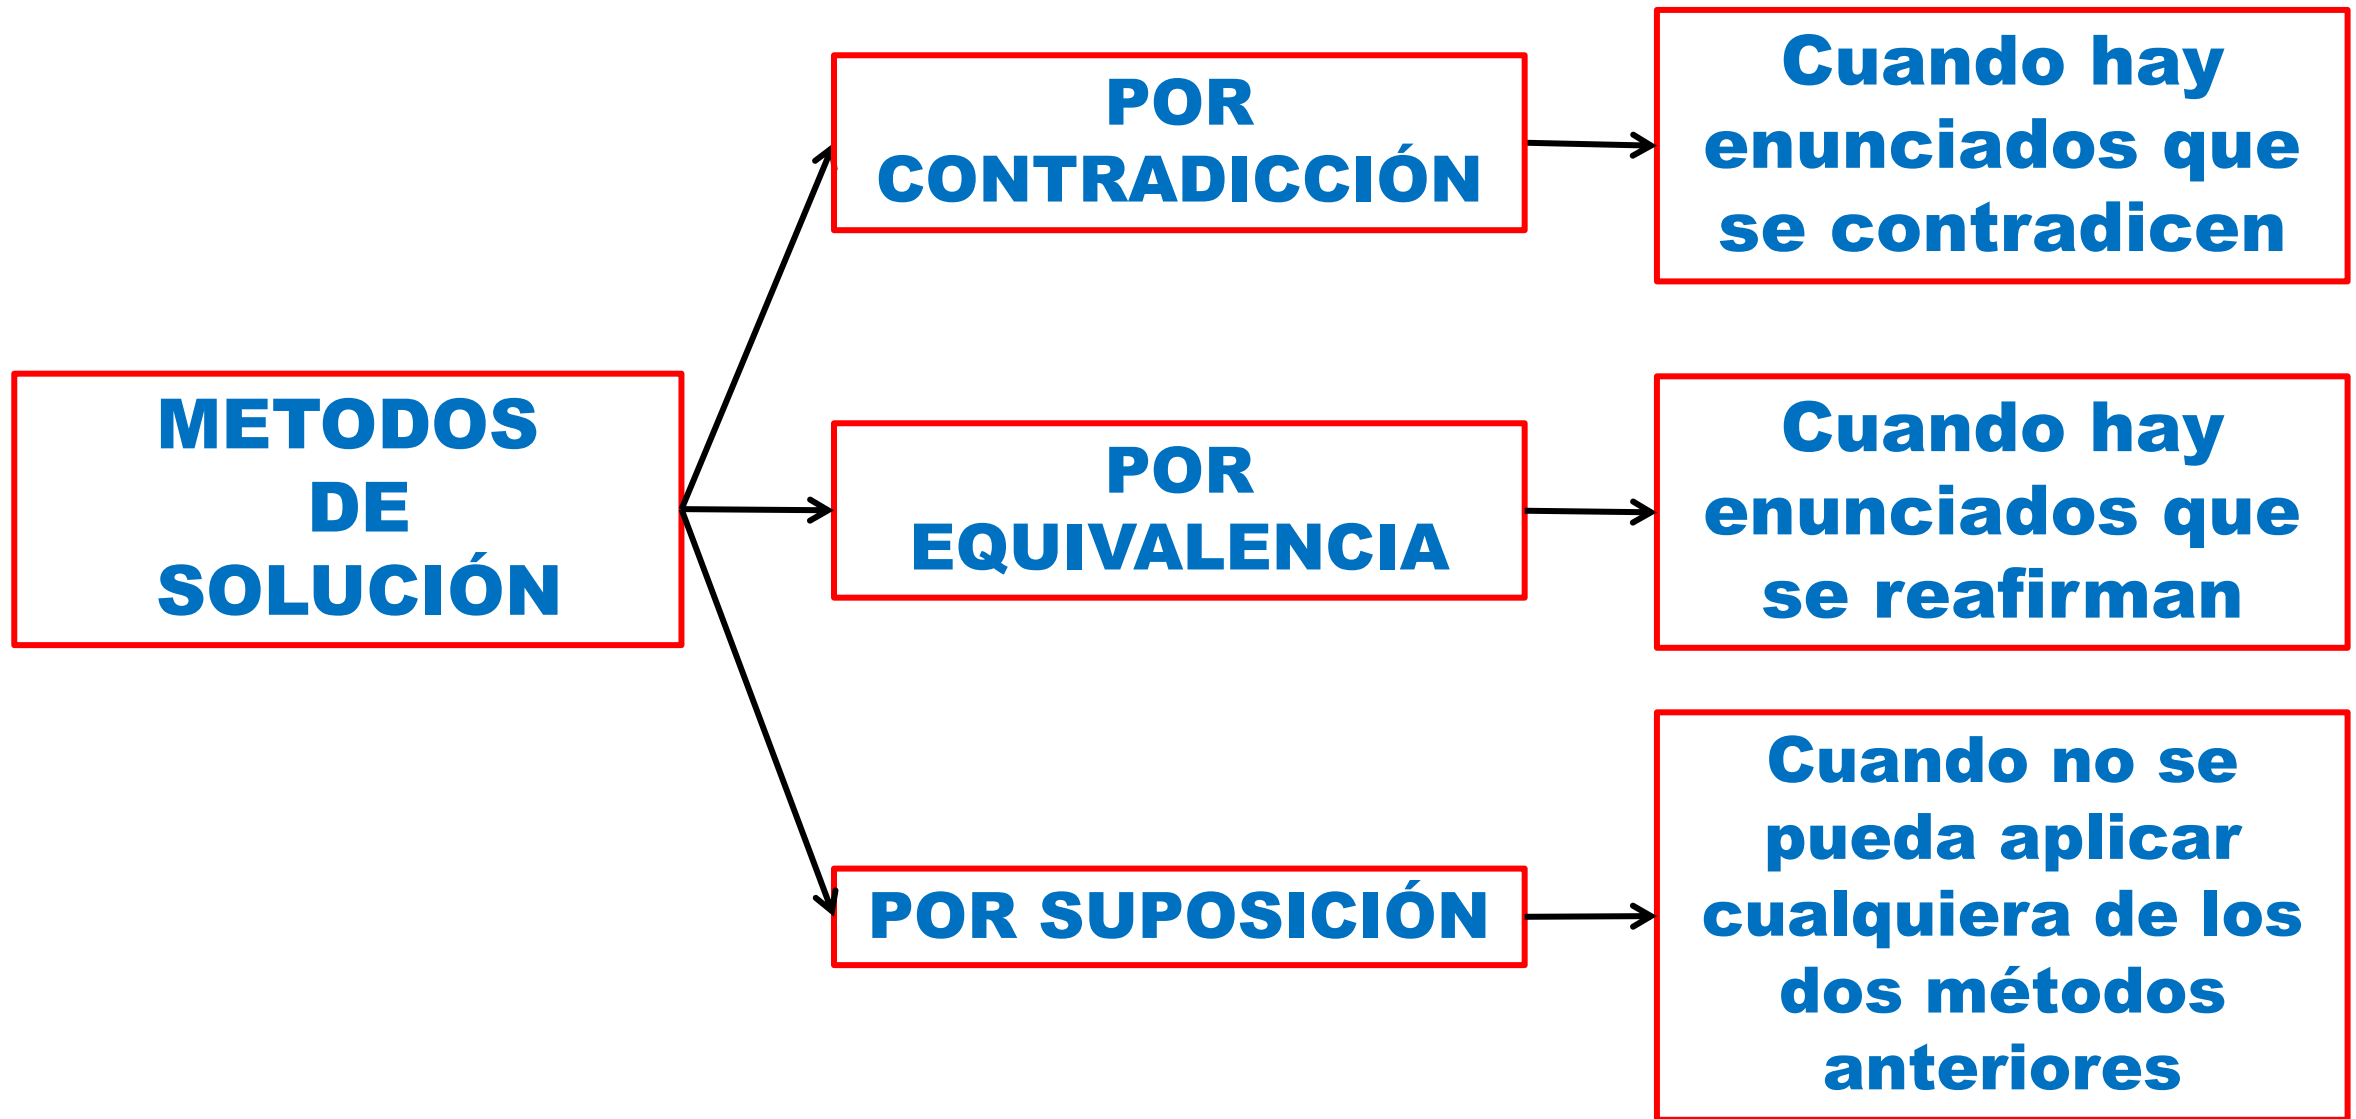 METODOS
DE
SOLUCIÓN
POR
CONTRADICCIÓN
Cuando hay
enunciados que
se contradicen
POR
EQUIVALENCIA
Cuando hay
enunciados que
se reafirman
POR SUPOSICIÓN
Cuando no se
pueda aplicar
cualquiera de los
dos métodos
anteriores